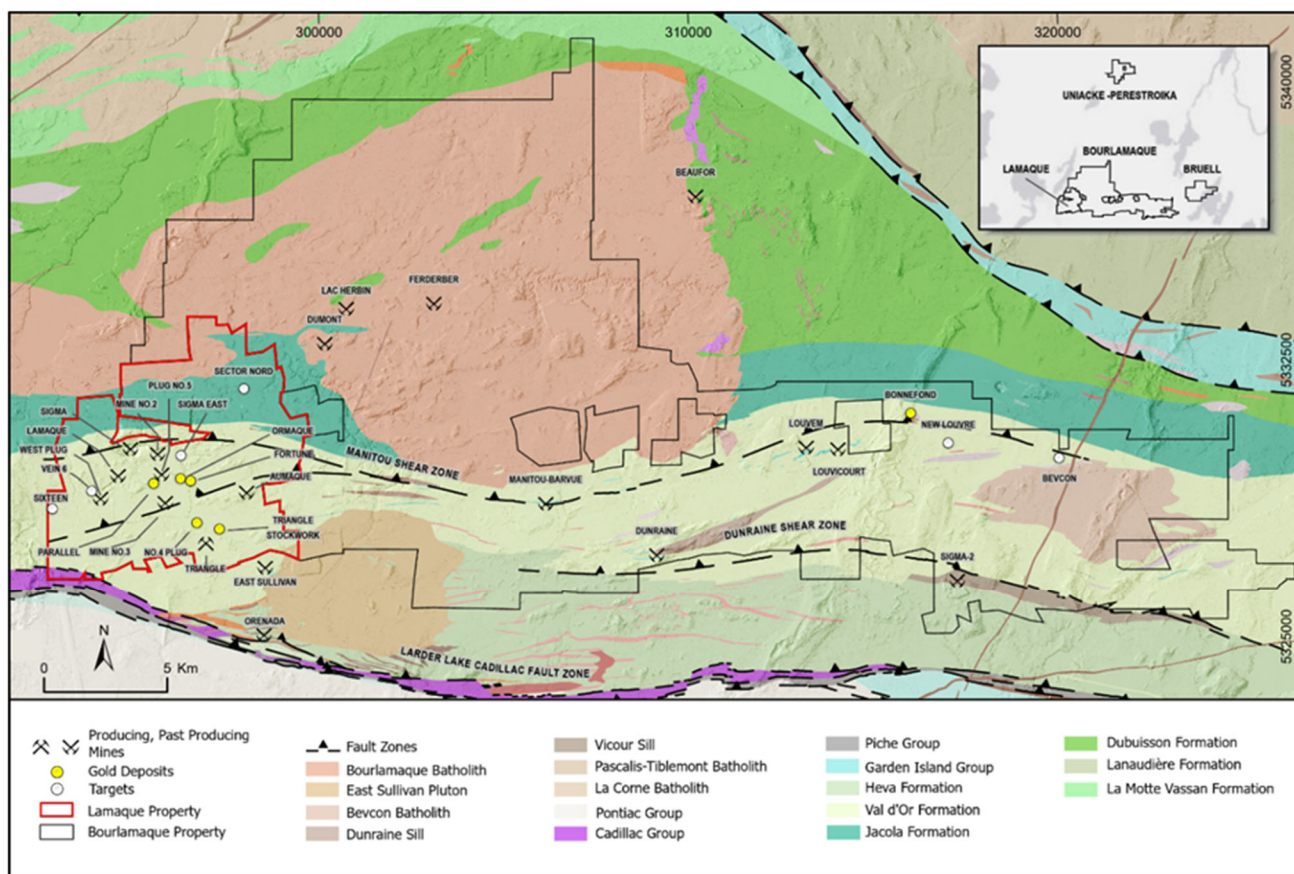 300000
310000
320000
5340000
5332500
5325000
UNIACKE -PERESTROIKA
BOURLAMAQUE
LAMAQUE
BRUELL
BEAUFOR
FERDERBER
LAC HERBIN
DUMONT
SECTOR NORD
PLUG NO.5
MINE NO.2
SIGMA EAST
SIGMA
LAMAQUE
ORMAQUE
WEST PLUG
FORTUNE
VEIN 6
AUMAQUE
SIXTEEN
TRIANGLE
STOCKWORK
PARALLEL
MINE NO.3
NO.4 PLUG
TRIANGLE
EAST SULLIVAN
ORENADA
MANITOU SHEAR ZONE
MANITOU-BARVUE
BONNEFOND
LOUVEM
NEW LOUVRE
LOUVICOURT
BEVCON
DUNRAINE
DUNRAINE SHEAR ZONE
SIGMA-2
LARDER LAKE CADILLAC FAULT ZONE
N
0 5 Km
Producing, Past Producing
Mines
Gold Deposits
Targets
Lamaque Property
Bourlamaque Property
Fault Zones
Bourlamaque Batholith
East Sullivan Pluton
Bevcon Batholith
Dunraine Sill
Vicour Sill
Pascalis-Tiblemont Batholith
La Corne Batholith
Pontiac Group
Cadillac Group
Piche Group
Garden Island Group
Heva Formation
Val d'Or Formation
Jacola Formation
Dubuisson Formation
Lanaudière Formation
La Motte Vassan Formation